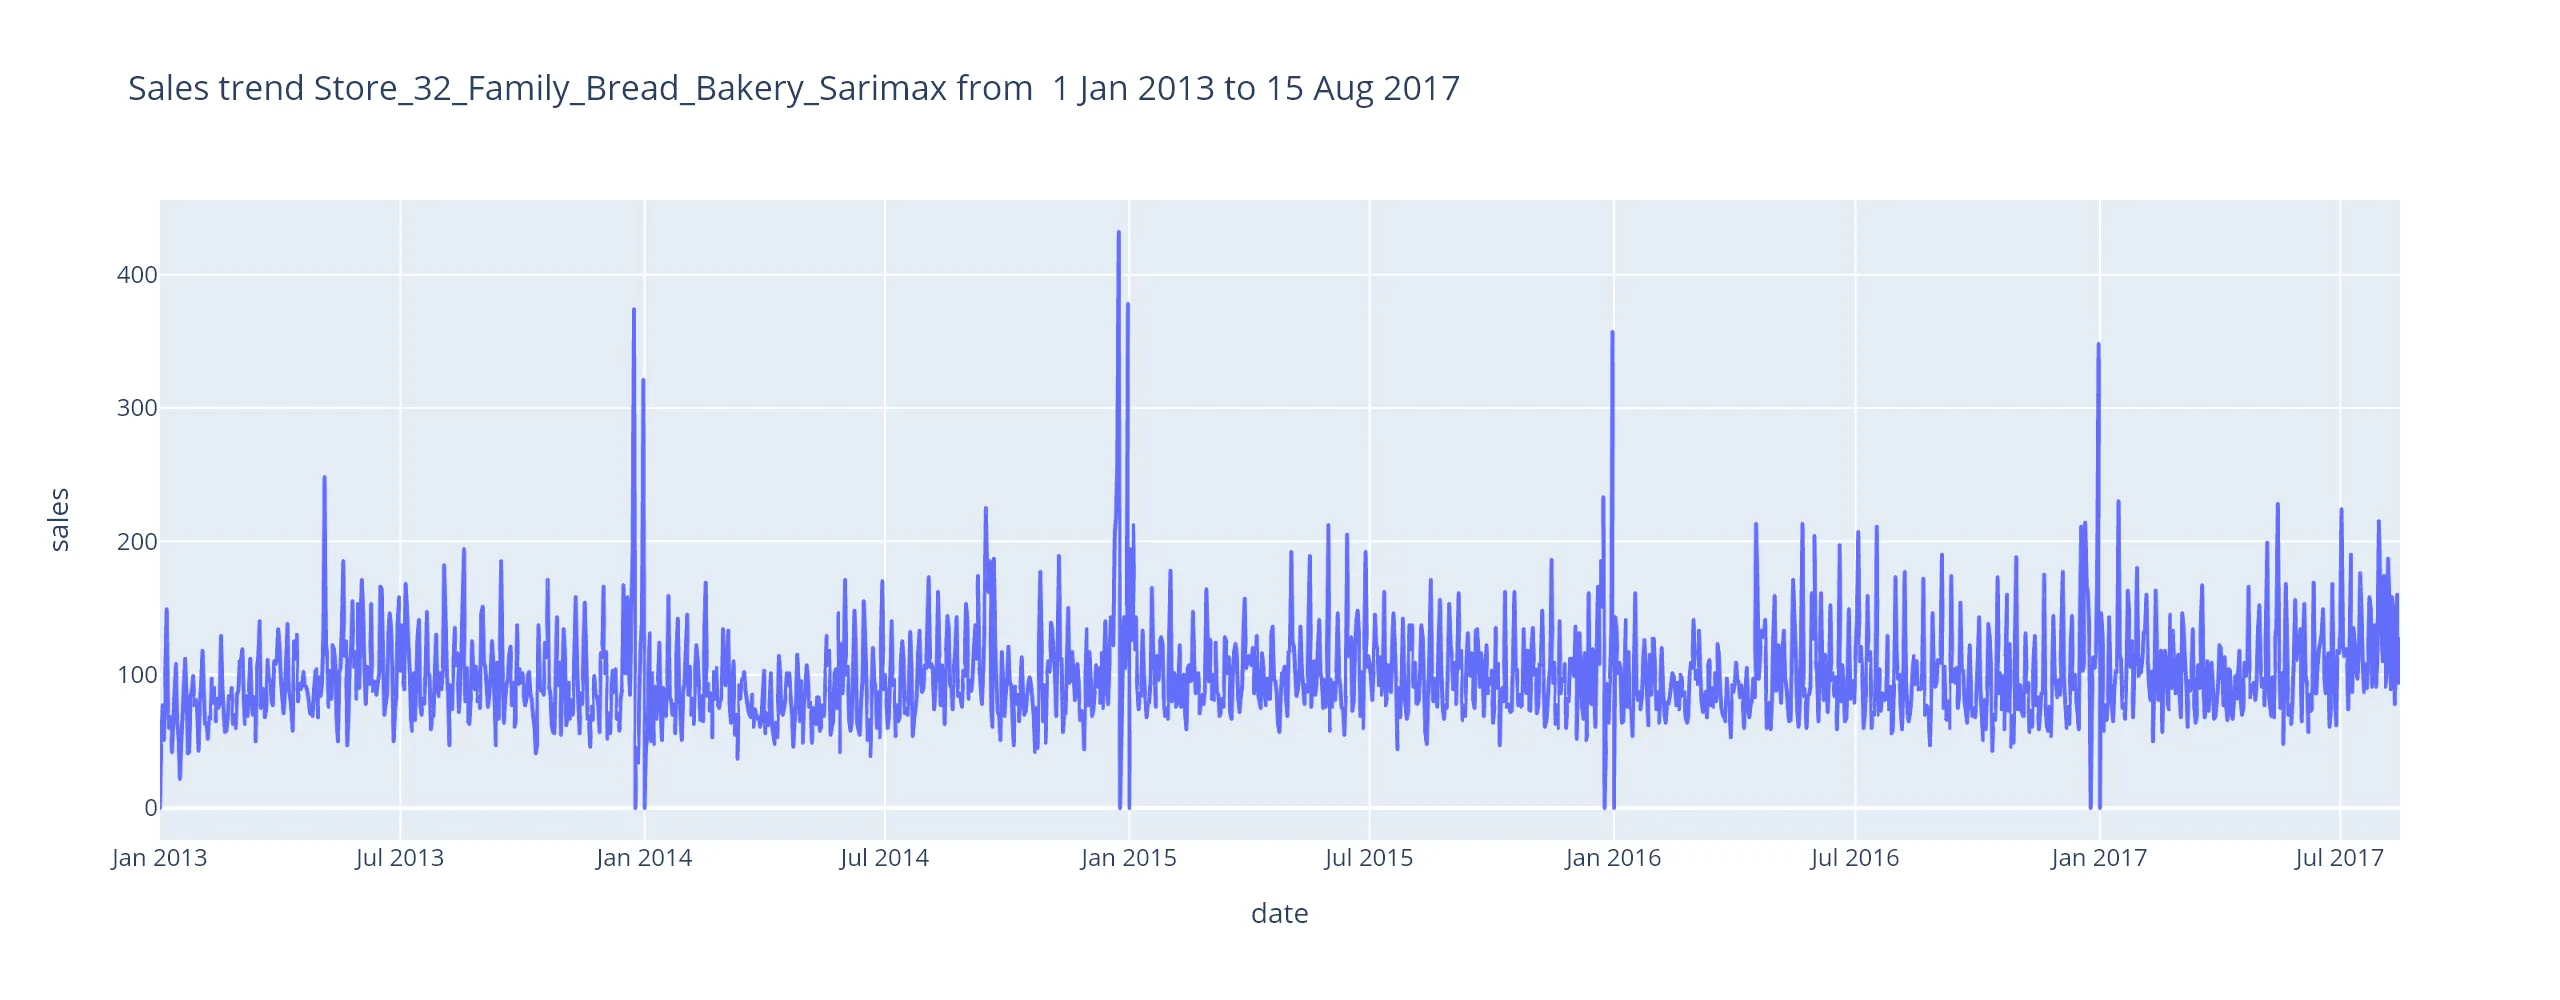 Sales trend Store_32_Family_Bread_Bakery_Sarimax from  1 Jan 2013 to 15 Aug 2017
400
300
200
100
0
sales
Jan 2013
Jul 2013
Jan 2014
Jul 2014
Jan 2015
Jul 2015
Jan 2016
Jul 2016
Jan 2017
Jul 2017
date